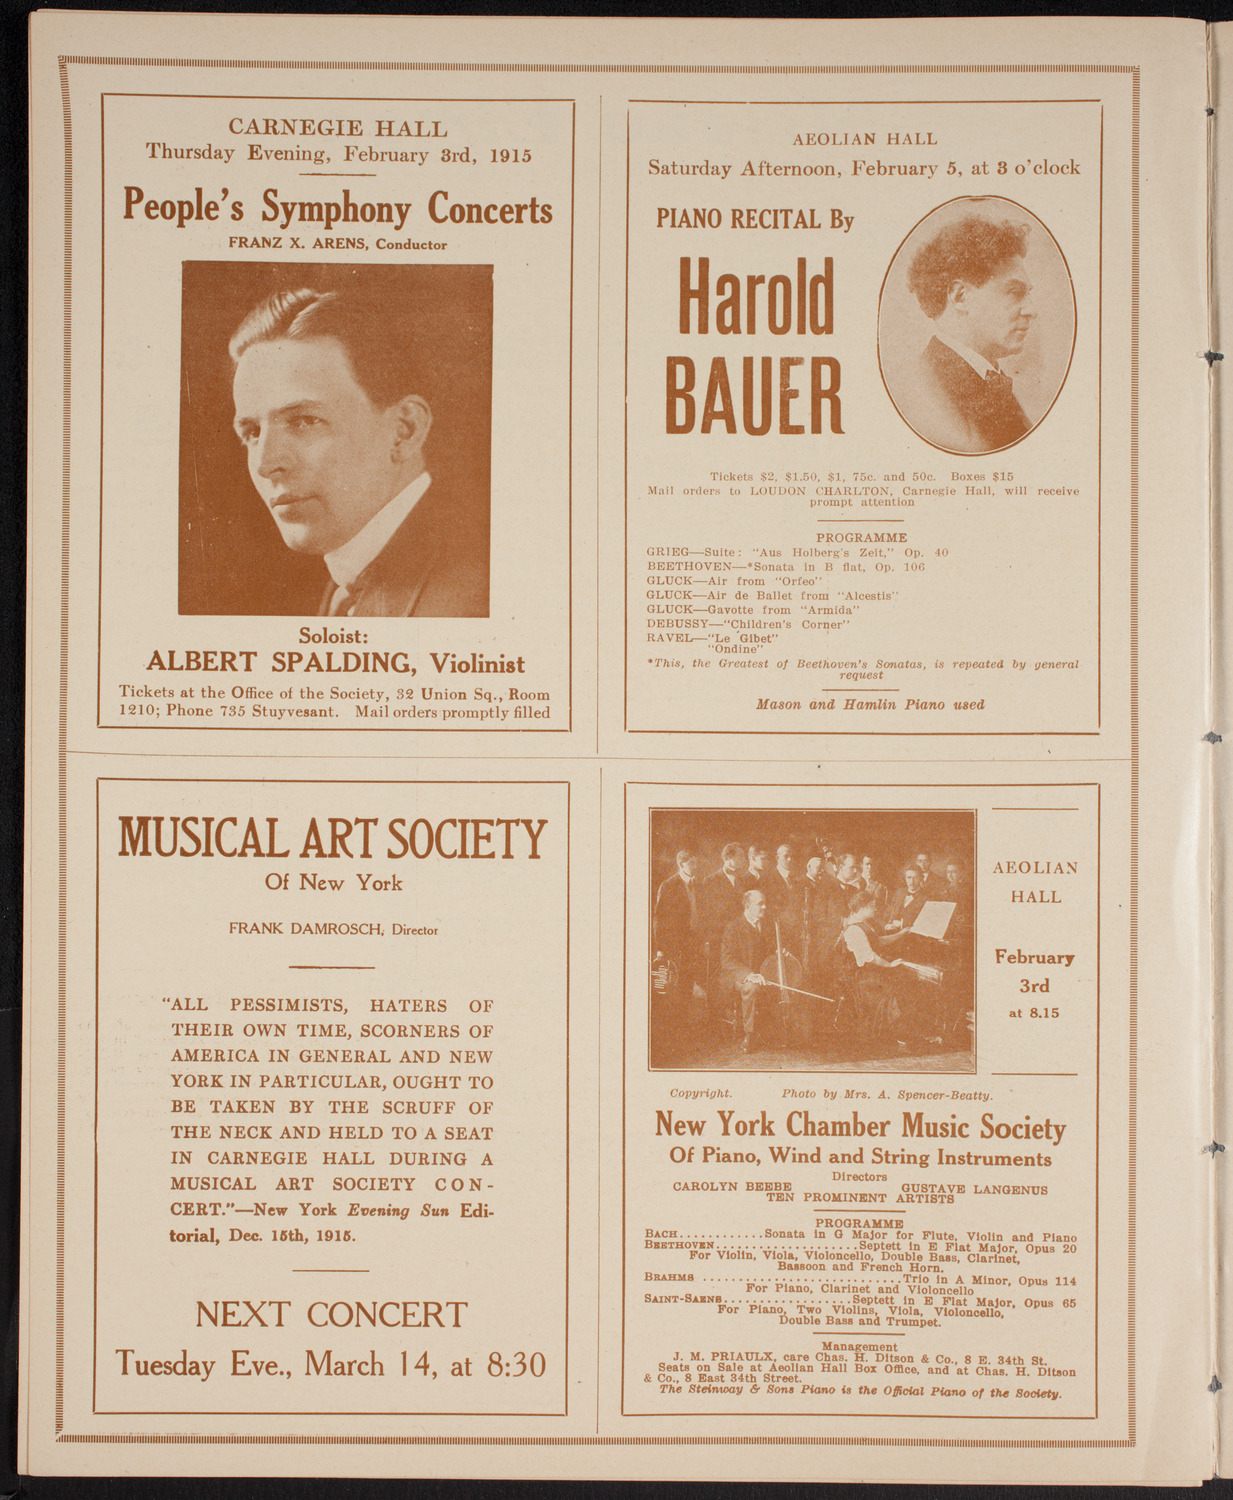 CARNEGIE HALL
Thursday Evening, February 3rd, 1915
People's Symphony Concerts
FRANZ X. ARENS, Conductor
Soloist:
ALBERT SPALDING, Violinist
Tickets at the Office of the Society, 32 Union Sq., Room
1210; Phone 735 Stuyvesant. Mail orders promptly filled
AEOLIAN HALL
Saturday Afternoon, February 5, at 3 o'clock
PIANO RECITAL By
Harold
BAUER
Tickets $2, $1.50, $1, 75c. and 50c. Boxes $15
Mail orders to LOUDON CHARLTON, Carnegie Hall, will receive
prompt attention
PROGRAMME
GRIEG—Suite: "Aus Holberg's Zeit," Op. 40
BEETHOVEN—*Sonata in B flat, Op. 106
GLUCK—Air from "Orfeo"
GLUCK—Air de Ballet from "Alcestis"
GLUCK—Gavotte from "Armida"
DEBUSSY—"Children's Corner"
RAVEL—"Le Gibet"
"Ondine"
*This, the Greatest of Beethoven's Sonatas, is repeated by general
request
Mason and Hamlin Piano used
MUSICAL ART SOCIETY
Of New York
FRANK DAMROSCH, Director
"ALL PESSIMISTS, HATERS OF
THEIR OWN TIME, SCORNERS OF
AMERICA IN GENERAL AND NEW
YORK IN PARTICULAR, OUGHT TO
BE TAKEN BY THE SCRUFF OF
THE NECK AND HELD TO A SEAT
IN CARNEGIE HALL DURING A
MUSICAL ART SOCIETY CON-
CERT."—New York Evening Sun Edi-
torial, Dec. 15th, 1915.
NEXT CONCERT
Tuesday Eve., March 14, at 8:30
AEOLIAN
HALL
February
3rd
at 8.15
Copyright. Photo by Mrs. A. Spencer-Beatty.
New York Chamber Music Society
Of Piano, Wind and String Instruments
Directors
CAROLYN BEEBE GUSTAVE LANGENUS
TEN PROMINENT ARTISTS
PROGRAMME
BACH............Sonata in G Major for Flute, Violin and Piano
BEETHOVEN....................Septett in E Flat Major, Opus 20
For Violin, Viola, Violoncello, Double Bass, Clarinet,
Bassoon and French Horn.
BRAHMS ............................Trio in A Minor, Opus 114
For Piano, Clarinet and Violoncello
SAINT-SAENS..................Septett in E Flat Major, Opus 65
For Piano, Two Violins, Viola, Violoncello,
Double Bass and Trumpet.
Management
J. M. PRIAULX, care Chas. H. Ditson & Co., 8 E. 34th St.
Seats on Sale at Aeolian Hall Box Office, and at Chas. H. Ditson
& Co., 8 East 34th Street.
The Steinway & Sons Piano is the Official Piano of the Society.